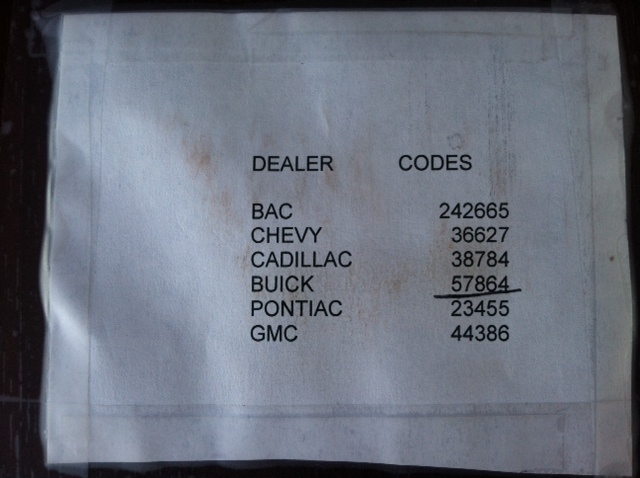 DEALER CODES
BAC 242665
CHEVY 36627
CADILLAC 38784
BUICK 57864
PONTIAC 23455
GMC 44386